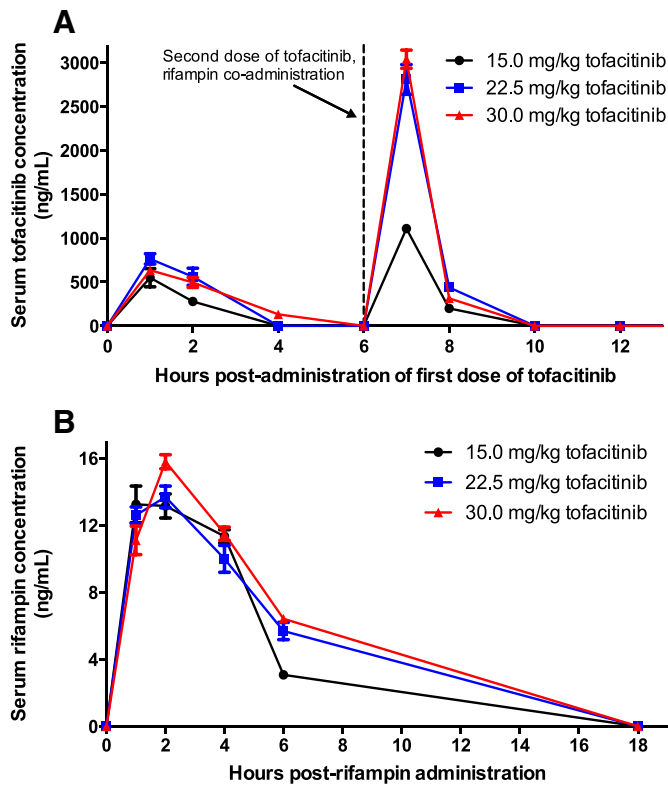 A
Second dose of tofacitinib,
rifampin co-administration
15.0 mg/kg tofacitinib
22.5 mg/kg tofacitinib
30.0 mg/kg tofacitinib
Serum tofacitinib concentration
(ng/mL)
3000
2500
2000
1500
1000
500
0
0 2 4 6 8 10 12
Hours post-administration of first dose of tofacitinib
B
15.0 mg/kg tofacitinib
22.5 mg/kg tofacitinib
30.0 mg/kg tofacitinib
Serum rifampin concentration
(ng/mL)
16
12
8
4
0
0 2 4 6 8 10 12 14 16 18
Hours post-rifampin administration